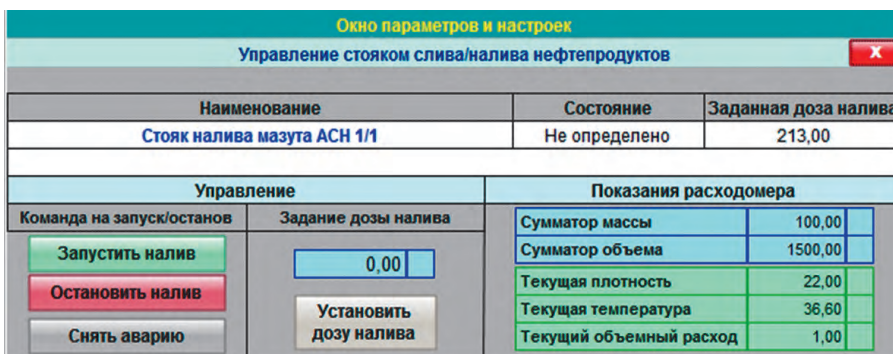 Окно параметров и настроек
Управление стояком слива/налива нефтепродуктов
X
Наименование Состояние Заданная доза налива
Стояк налива мазута АСН 1/1 Не определено 213,00
Управление Показания расходомера
Команда на запуск/останов Задание дозы налива
Сумматор массы 100,00
Запустить налив
Сумматор объема 1500,00
0,00
Текущая плотность 22,00
Остановить налив
Текущая температура 36,60
Установить
дозу налива
Снять аварию
Текущий объемный расход 1,00